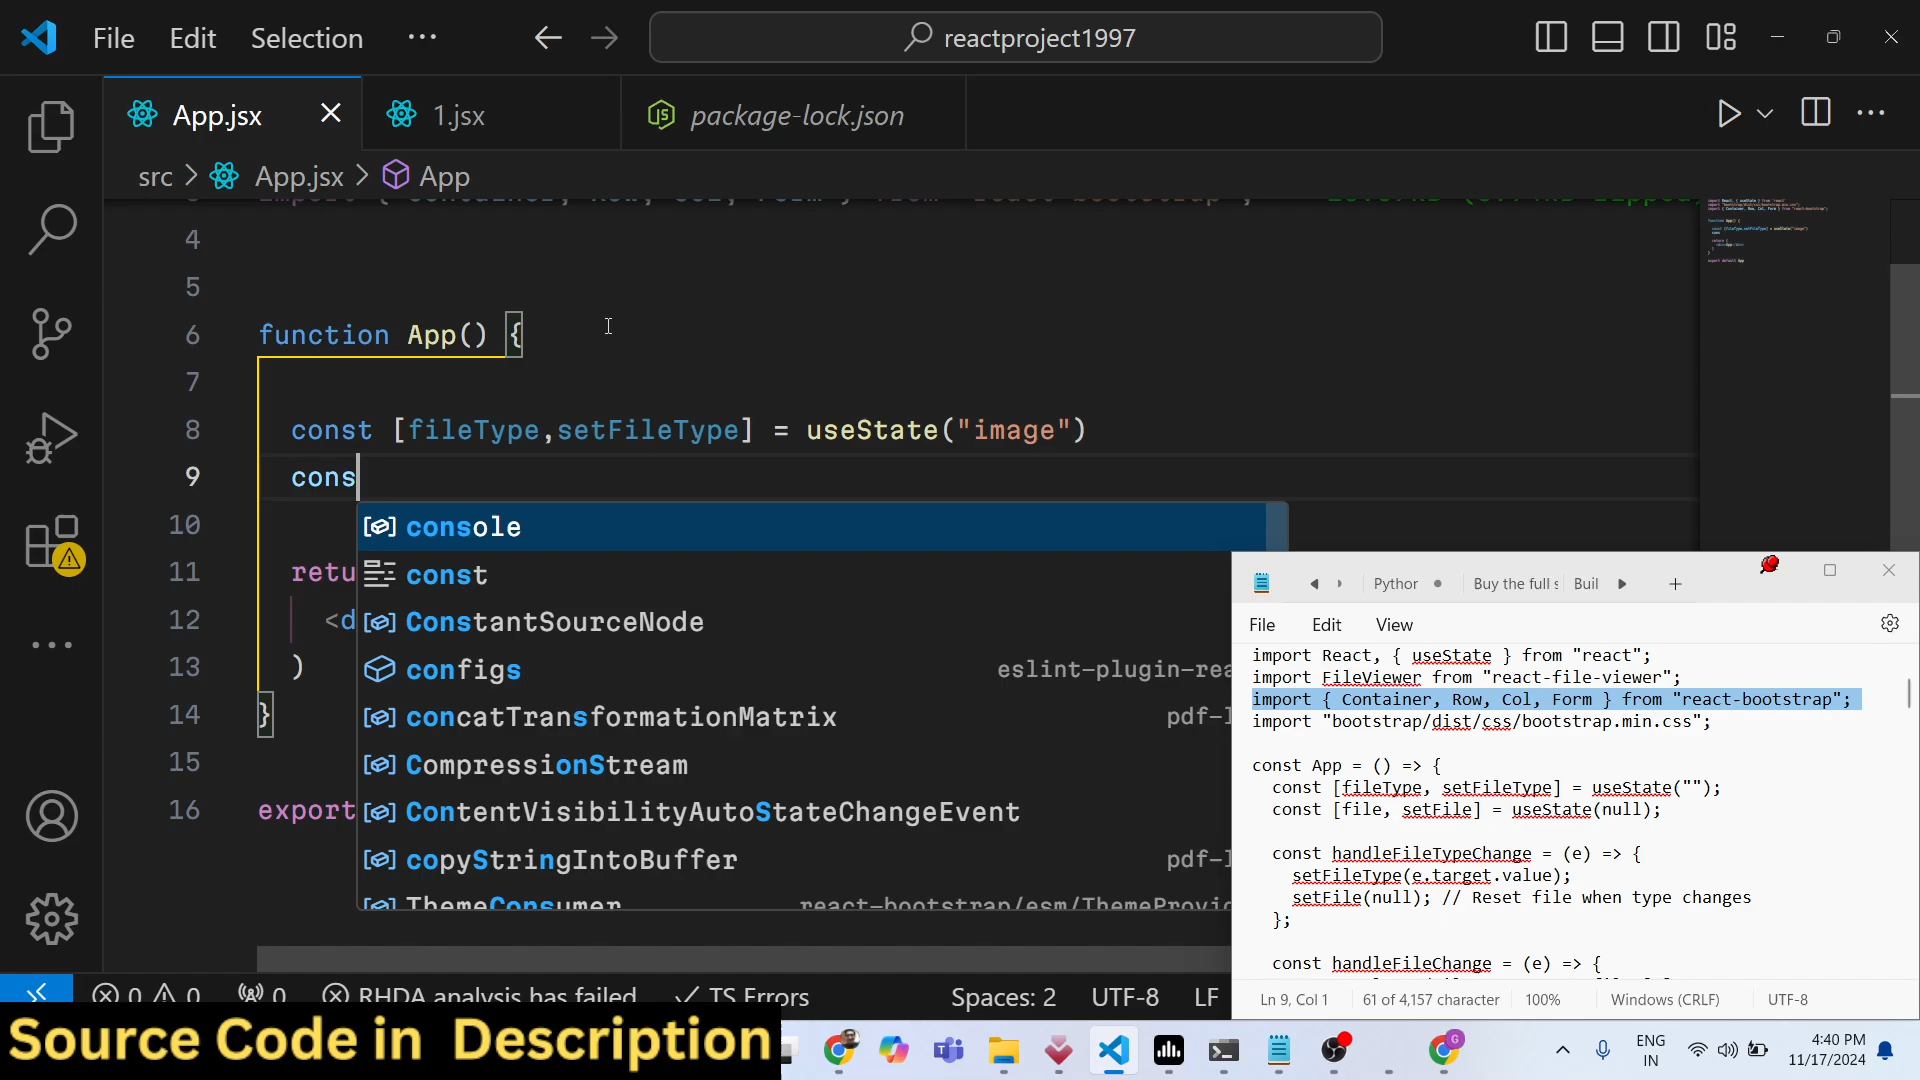 File Edit Selection ···
reactproject1997
App.jsx
1.jsx
package-lock.json
src > App.jsx > App
4
5
6 function App() {
7
8 const [fileType,setFileType] = useState("image")
9 cons
10
11 retu
12 <d
13 )
14 }
15
16 export
console
const
ConstantSourceNode
configs eslint-plugin-rea
concatTransformationMatrix pdf-l
CompressionStream
ContentVisibilityAutoStateChangeEvent
copyStringIntoBuffer pdf-l
ThemeConsumer react-bootstrap/esm/ThemeProvid
Python Buy the full s Buil
File Edit View
import React, { useState } from "react";
import FileViewer from "react-file-viewer";
import { Container, Row, Col, Form } from "react-bootstrap";
import "bootstrap/dist/css/bootstrap.min.css";
const App = () => {
const [fileType, setFileType] = useState("");
const [file, setFile] = useState(null);
const handleFileTypeChange = (e) => {
setFileType(e.target.value);
setFile(null); // Reset file when type changes
};
const handleFileChange = (e) => {
Ln 9, Col 1 61 of 4,157 character 100% Windows (CRLF) UTF-8
0 0 0 RHDA analysis has failed TS Errors Spaces: 2 UTF-8 LF
Source Code in Description
ENG
IN
4:40 PM
11/17/2024